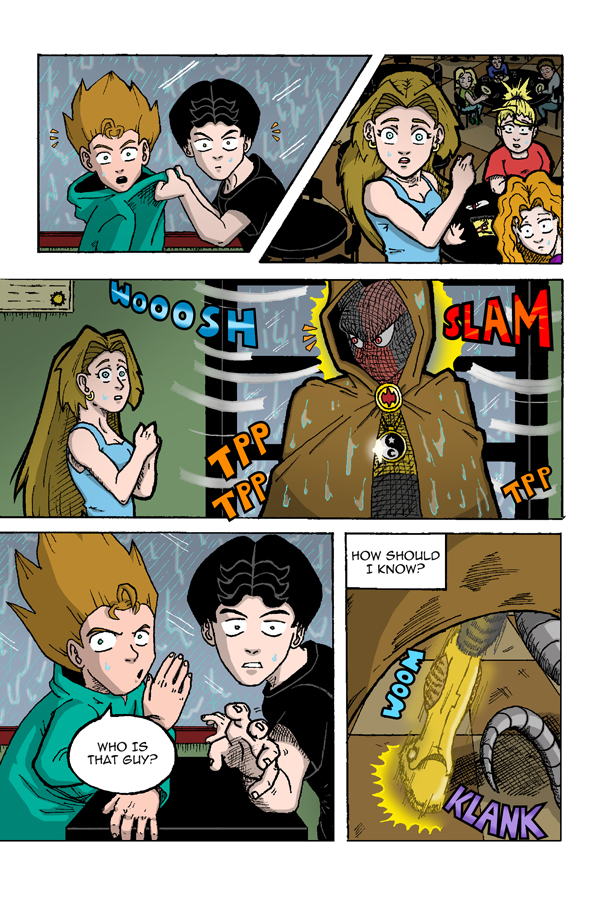 WOOOSH
SLAM
TPP
TPP
TPP
WHO IS
THAT GUY?
HOW SHOULD
I KNOW?
WOOM
KLANK